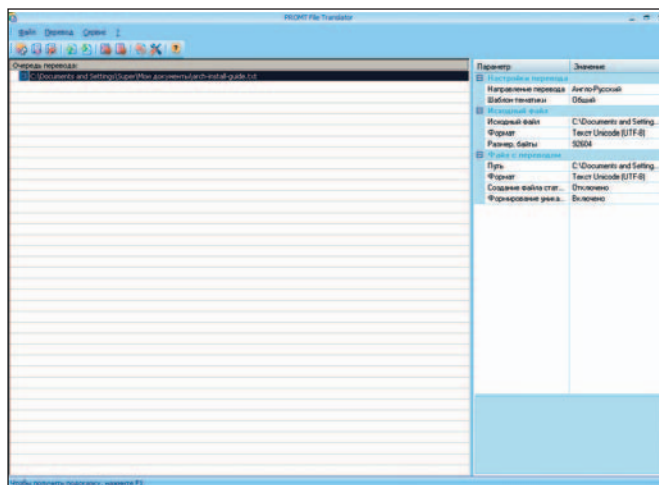 PROMT File Translator
Файл Перевод Сервис ?
Очередь перевода:
C:\Documents and Settings\Super\Мои документы\arch-install-guide.txt
Параметр Значение
Настройки перевода
Направление перевода Англо-Русский
Шаблон тематики Общий
Исходный файл
Исходный файл C:\Documents and Setting...
Формат Текст Unicode (UTF-8)
Размер, байты 92604
Файл с переводом
Путь C:\Documents and Setting...
Формат Текст Unicode (UTF-8)
Создание файла стат... Отключено
Формирование уника... Включено
Чтобы получить подсказку, нажмите F1